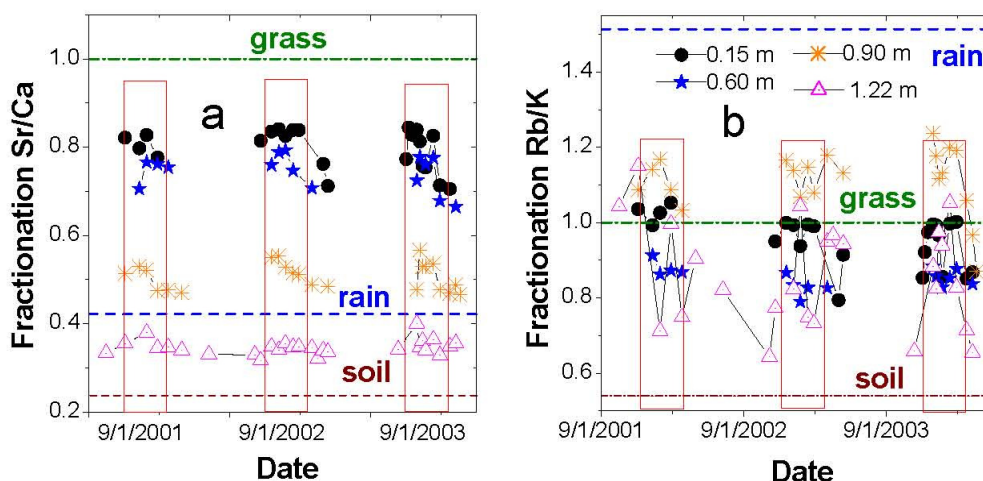 Fractionation Sr/Ca
1.0
0.8
0.6
0.4
0.2
grass
a
rain
soil
9/1/2001
9/1/2002
9/1/2003
Date
Fractionation Rb/K
1.4
1.2
1.0
0.8
0.6
rain
0.15 m
0.90 m
0.60 m
1.22 m
b
grass
soil
9/1/2001
9/1/2002
9/1/2003
Date